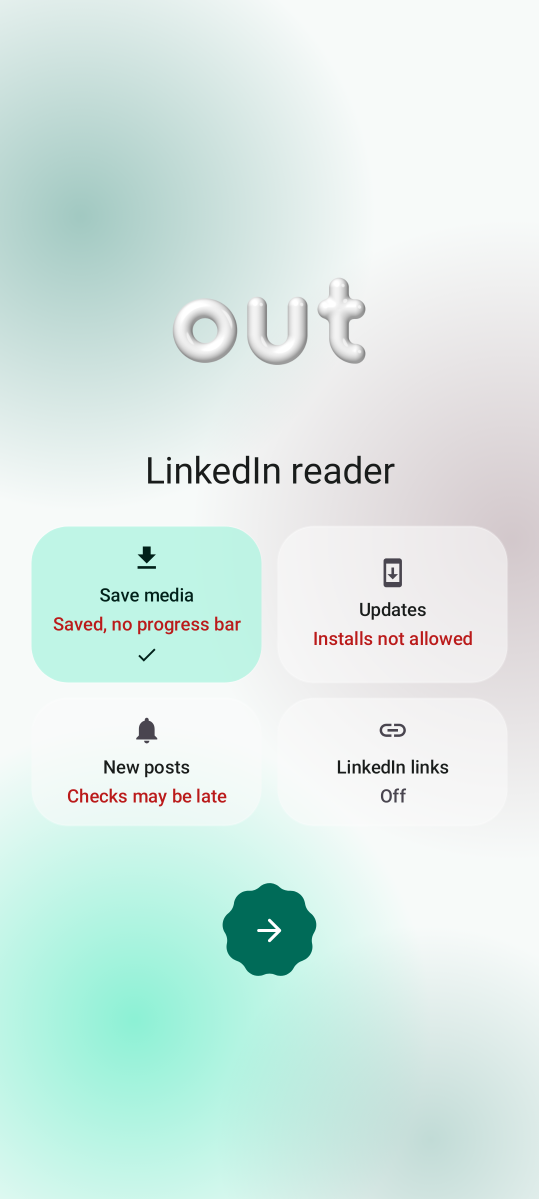 out
LinkedIn reader
Save media
Saved, no progress bar
Updates
Installs not allowed
New posts
Checks may be late
LinkedIn links
Off